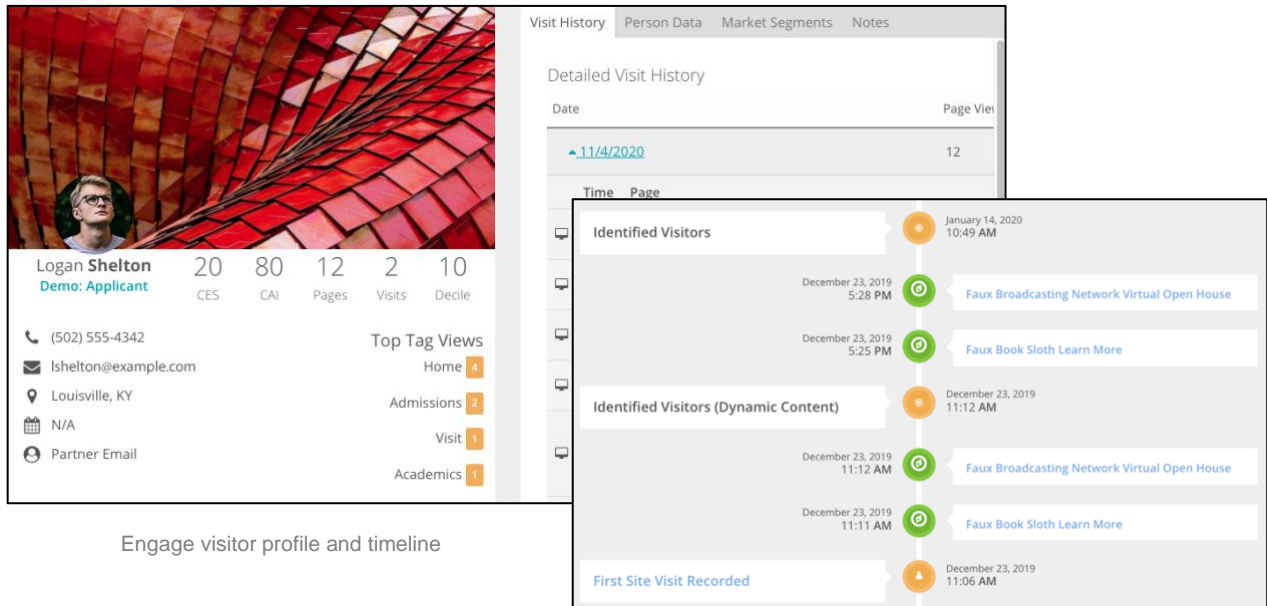 Visit History Person Data Market Segments Notes
Detailed Visit History
Date Page View
11/4/2020 12
Time Page
Logan Shelton
Demo: Applicant
20 80 12 2 10
CES CAI Pages Visits Decile
(502) 555-4342
lshelton@example.com
Louisville, KY
N/A
Partner Email
Top Tag Views
Home 4
Admissions 2
Visit 1
Academics 1
Engage visitor profile and timeline
Identified Visitors
January 14, 2020
10:49 AM
December 23, 2019
5:28 PM
Faux Broadcasting Network Virtual Open House
December 23, 2019
5:25 PM
Faux Book Sloth Learn More
Identified Visitors (Dynamic Content)
December 23, 2019
11:12 AM
December 23, 2019
11:12 AM
Faux Broadcasting Network Virtual Open House
December 23, 2019
11:11 AM
Faux Book Sloth Learn More
First Site Visit Recorded
December 23, 2019
11:06 AM